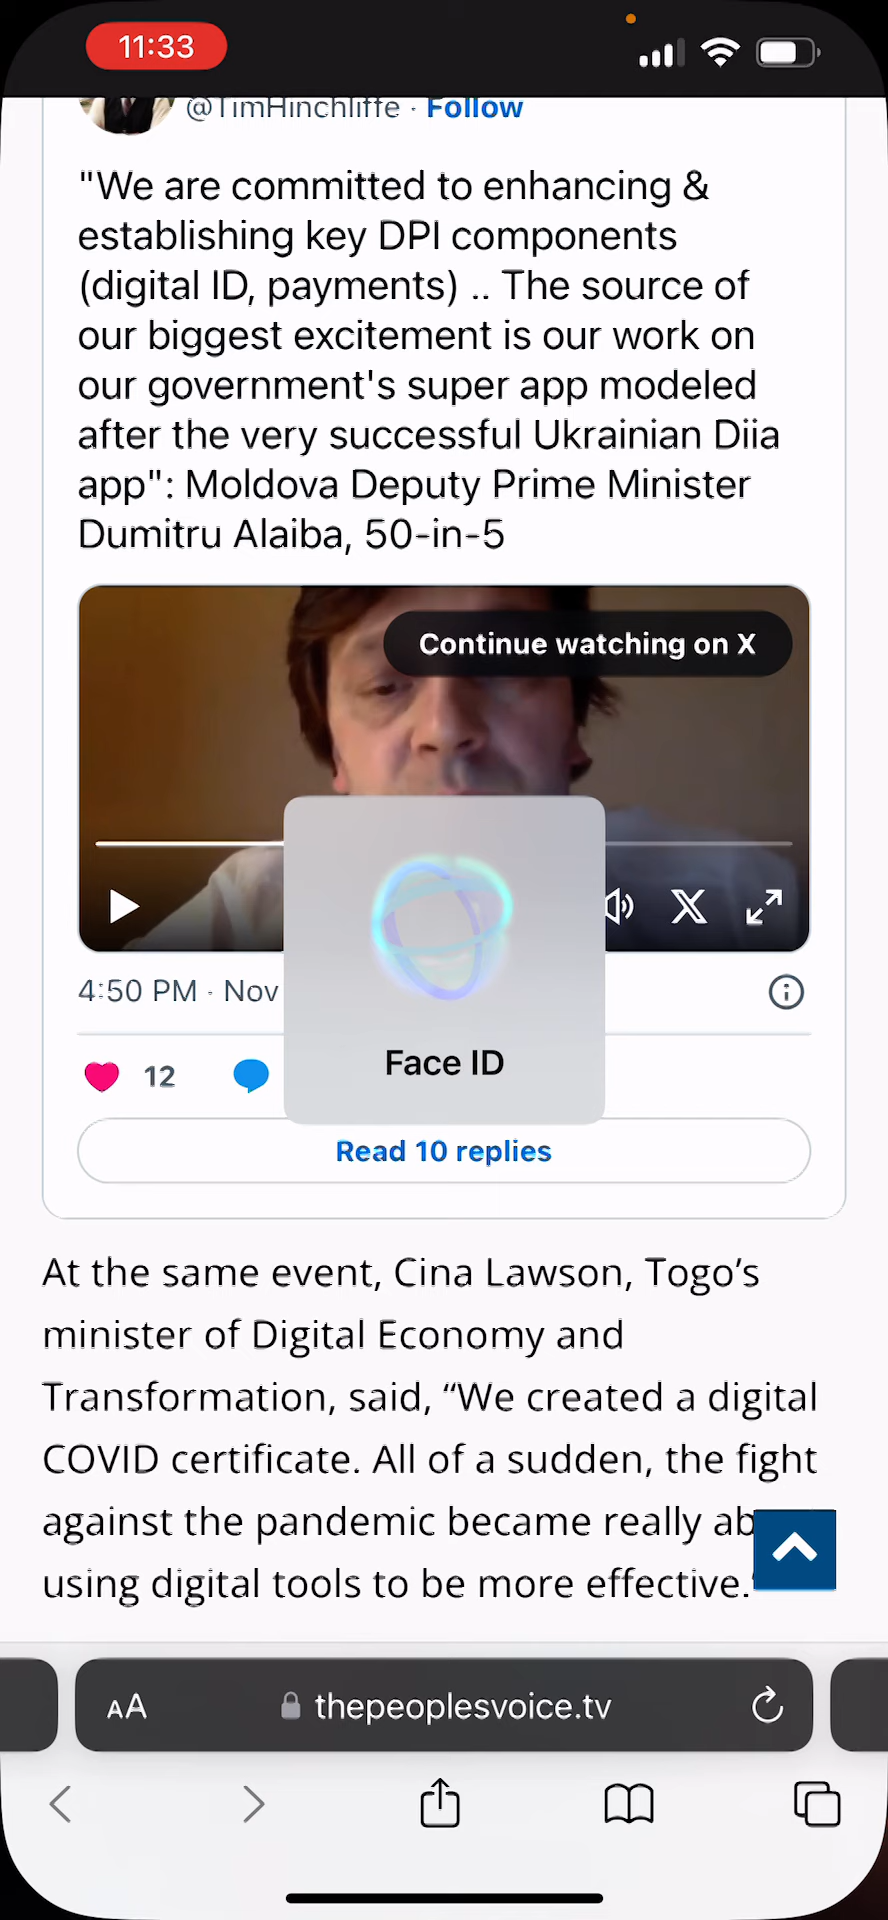 11:33
@TimHinchliffe · Follow
"We are committed to enhancing &
establishing key DPI components
(digital ID, payments) .. The source of
our biggest excitement is our work on
our government's super app modeled
after the very successful Ukrainian Diia
app": Moldova Deputy Prime Minister
Dumitru Alaiba, 50-in-5
Continue watching on X
4:50 PM · Nov
Face ID
12
Read 10 replies
At the same event, Cina Lawson, Togo’s
minister of Digital Economy and
Transformation, said, “We created a digital
COVID certificate. All of a sudden, the fight
against the pandemic became really
using digital tools to be more effective.
AA
thepeoplesvoice.tv